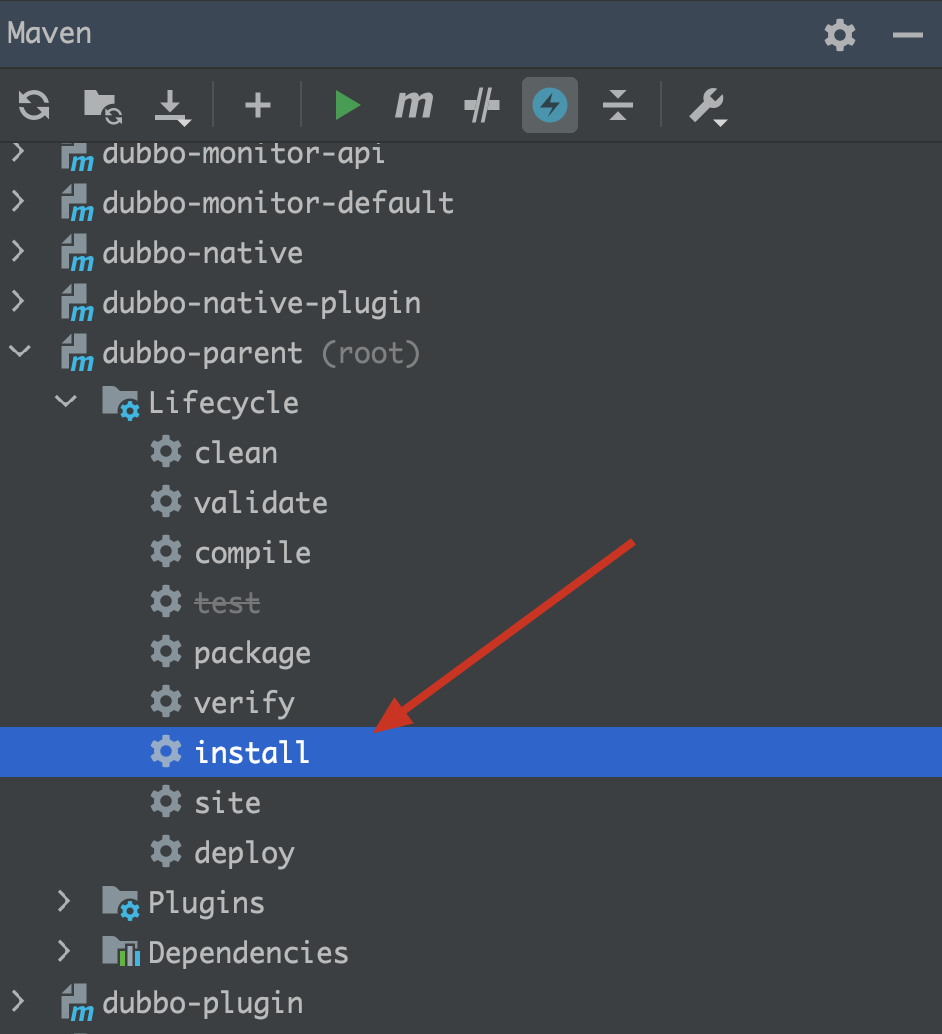 Maven
m
dubbo-monitor-api
dubbo-monitor-default
dubbo-native
dubbo-native-plugin
dubbo-parent (root)
Lifecycle
clean
validate
compile
test
package
verify
install
site
deploy
Plugins
Dependencies
dubbo-plugin